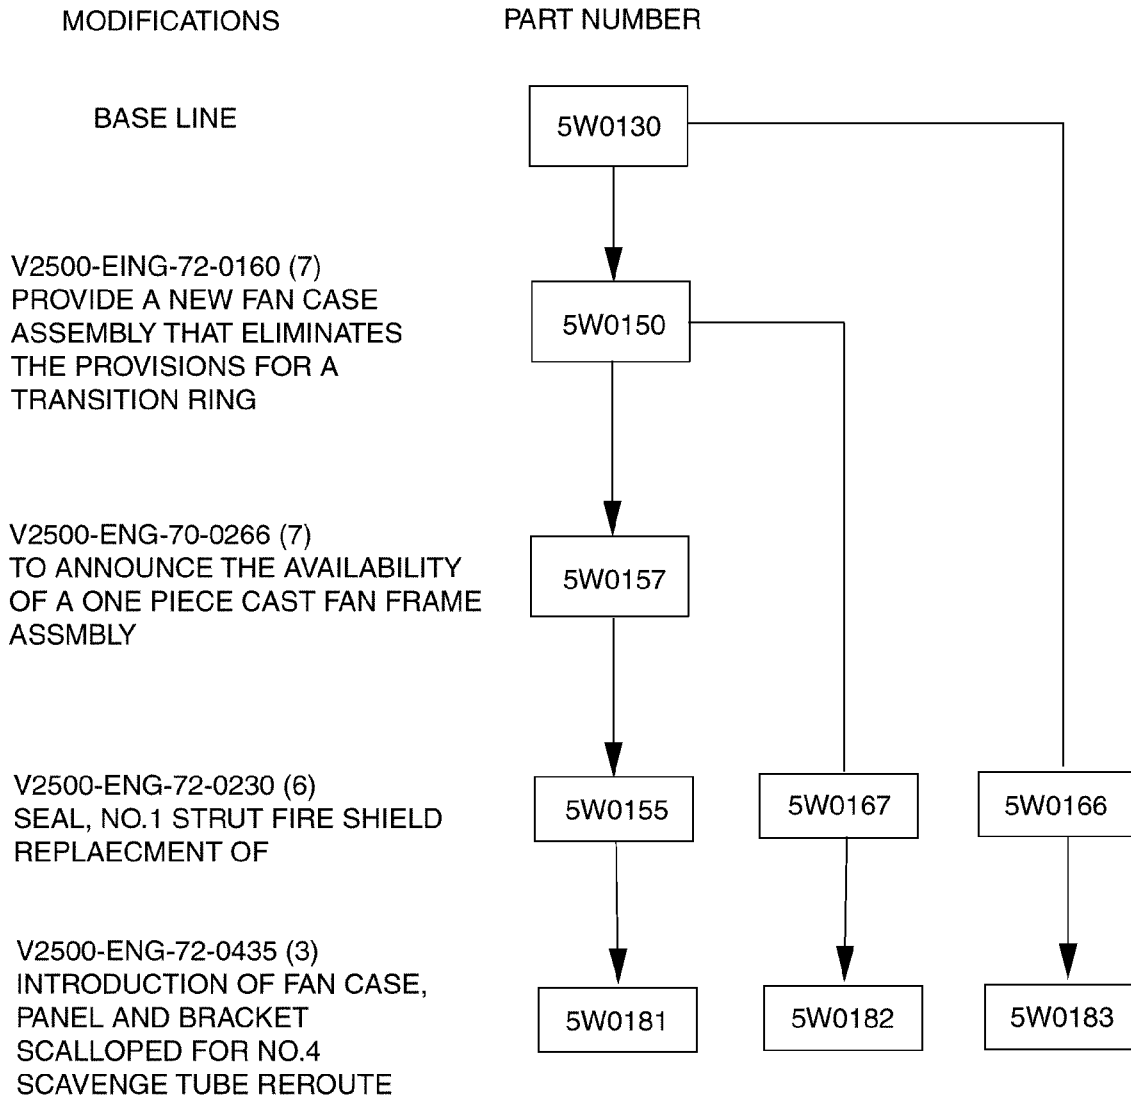 MODIFICATIONS
PART NUMBER
BASE LINE
5W0130
V2500-EING-72-0160 (7)
PROVIDE A NEW FAN CASE
ASSEMBLY THAT ELIMINATES
THE PROVISIONS FOR A
TRANSITION RING
5W0150
V2500-ENG-70-0266 (7)
TO ANNOUNCE THE AVAILABILITY
OF A ONE PIECE CAST FAN FRAME
ASSMBLY
5W0157
V2500-ENG-72-0230 (6)
SEAL, NO.1 STRUT FIRE SHIELD
REPLAECMENT OF
5W0155
5W0167
5W0166
V2500-ENG-72-0435 (3)
INTRODUCTION OF FAN CASE,
PANEL AND BRACKET
SCALLOPED FOR NO.4
SCAVENGE TUBE REROUTE
5W0181
5W0182
5W0183